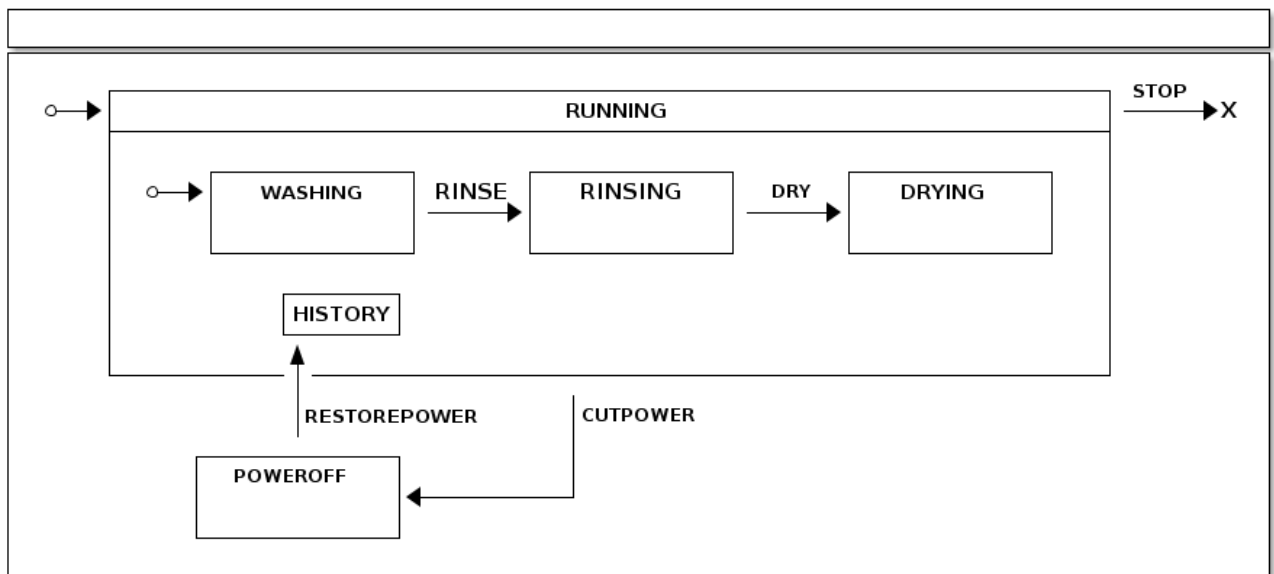 STOP
RUNNING
X
WASHING
RINSE
RINSING
DRY
DRYING
HISTORY
RESTOREPOWER
CUTPOWER
POWEROFF